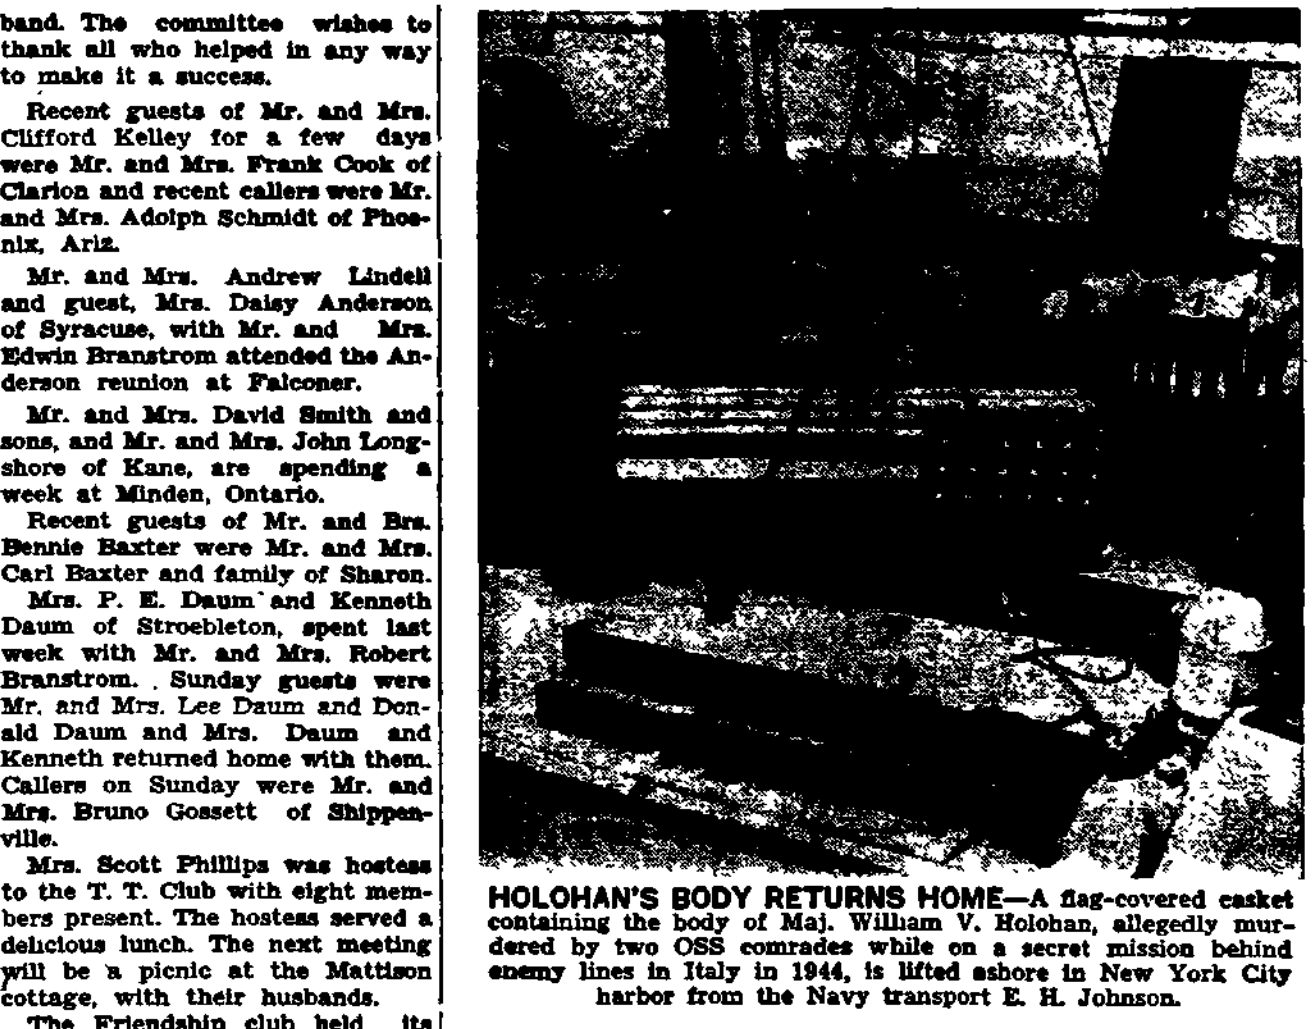 band. The committee wishes to
thank all who helped in any way
to make it a success.
Recent guests of Mr. and Mrs.
Clifford Kelley for a few days
were Mr. and Mrs. Frank Cook of
Clarion and recent callers were Mr.
and Mrs. Adolph Schmidt of Phoe-
nix, Ariz.
Mr. and Mrs. Andrew Lindell
and guest, Mrs. Daisy Anderson
of Syracuse, with Mr. and Mrs.
Edwin Branstrom attended the An-
derson reunion at Falconer.
Mr. and Mrs. David Smith and
sons, and Mr. and Mrs. John Long-
shore of Kane, are spending a
week at Minden, Ontario.
Recent guests of Mr. and Brs.
Bennie Baxter were Mr. and Mrs.
Carl Baxter and family of Sharon.
Mrs. P. E. Daum and Kenneth
Daum of Stroebleton, spent last
week with Mr. and Mrs. Robert
Branstrom. . Sunday guests were
Mr. and Mrs. Lee Daum and Don-
ald Daum and Mrs. Daum and
Kenneth returned home with them.
Callers on Sunday were Mr. and
Mrs. Bruno Gossett of Shippen-
ville.
Mrs. Scott Phillips was hostess
to the T. T. Club with eight mem-
bers present. The hostess served a
delicious lunch. The next meeting
will be a picnic at the Mattison
cottage, with their husbands.
The Friendship club held its
HOLOHAN'S BODY RETURNS HOME—A flag-covered casket
containing the body of Maj. William V. Holohan, allegedly mur-
dered by two OSS comrades while on a secret mission behind
enemy lines in Italy in 1944, is lifted ashore in New York City
harbor from the Navy transport E. H. Johnson.